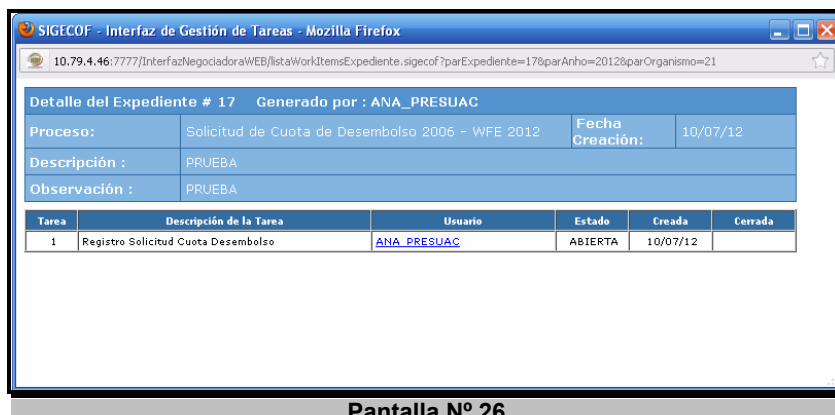 SIGECOF - Interfaz de Gestión de Tareas - Mozilla Firefox
10.79.4.46:7777/InterfazNegociadoraWEB/listaWorkItemsExpediente.sigecof?parExpediente=17&parAnho=2012&parOrganismo=21
Detalle del Expediente # 17 Generado por : ANA_PRESUAC
Proceso: Solicitud de Cuota de Desembolso 2006 - WFE 2012 Fecha Creación: 10/07/12
Descripción : PRUEBA
Observación : PRUEBA
Tarea Descripción de la Tarea Usuario Estado Creada Cerrada
1 Registro Solicitud Cuota Desembolso ANA_PRESUAC ABIERTA 10/07/12
Pantalla Nº 26